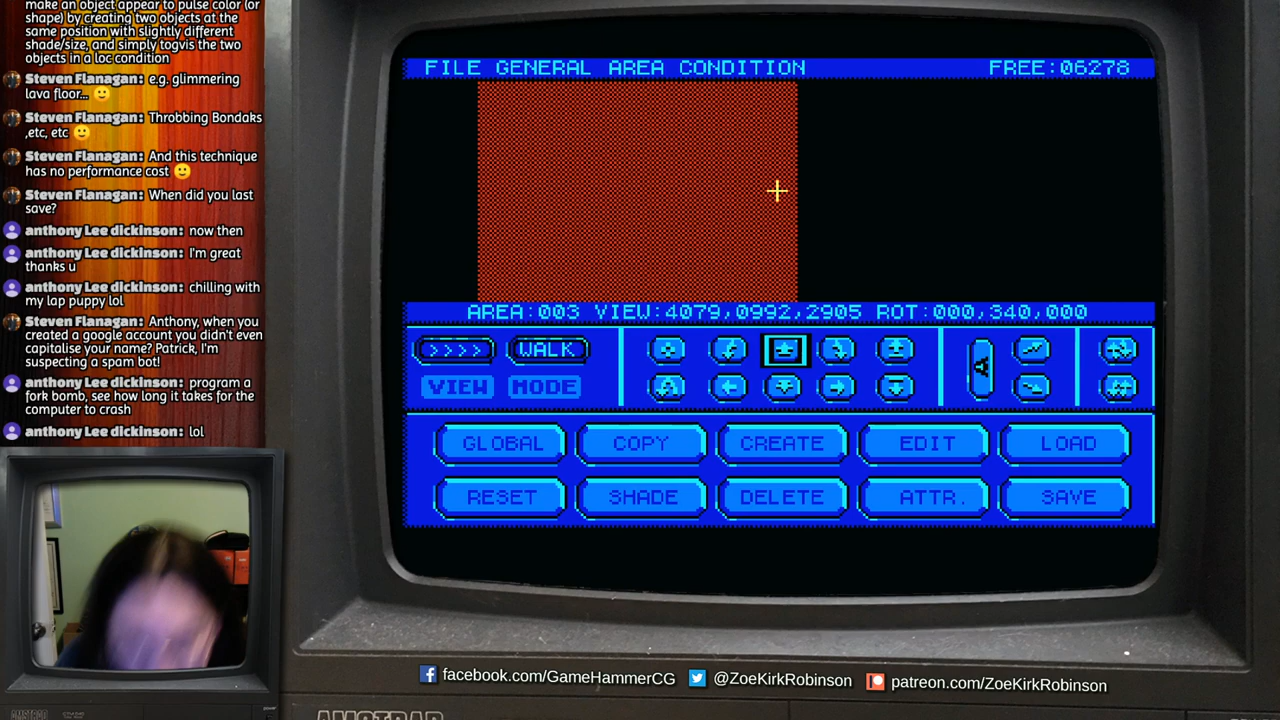 make an object appear to pulse color (or
shape) by creating two objects at the
same position with slightly different
shade/size, and simply togvis the two
objects in a loc condition
Steven Flanagan: e.g. glimmering
lava floor... 🙂
Steven Flanagan: Throbbing Bondaks
,etc, etc 🙂
Steven Flanagan: And this technique
has no performance cost 🙂
Steven Flanagan: When did you last
save?
anthony Lee dickinson: now then
anthony Lee dickinson: I'm great
thanks u
anthony Lee dickinson: chilling with
my lap puppy lol
Steven Flanagan: Anthony, when you
created a google account you didn't even
capitalise your name? Patrick, I'm
suspecting a spam bot!
anthony Lee dickinson: program a
fork bomb, see how long it takes for the
computer to crash
anthony Lee dickinson: lol
FILE GENERAL AREA CONDITION FREE:06278
AREA:003 VIEW:4079,0992,2905 ROT:000,340,000
>>>> WALK
VIEW MODE
GLOBAL COPY CREATE EDIT LOAD
RESET SHADE DELETE ATTR. SAVE
facebook.com/GameHammerCG @ZoeKirkRobinson patreon.com/ZoeKirkRobinson
AMSTRAD